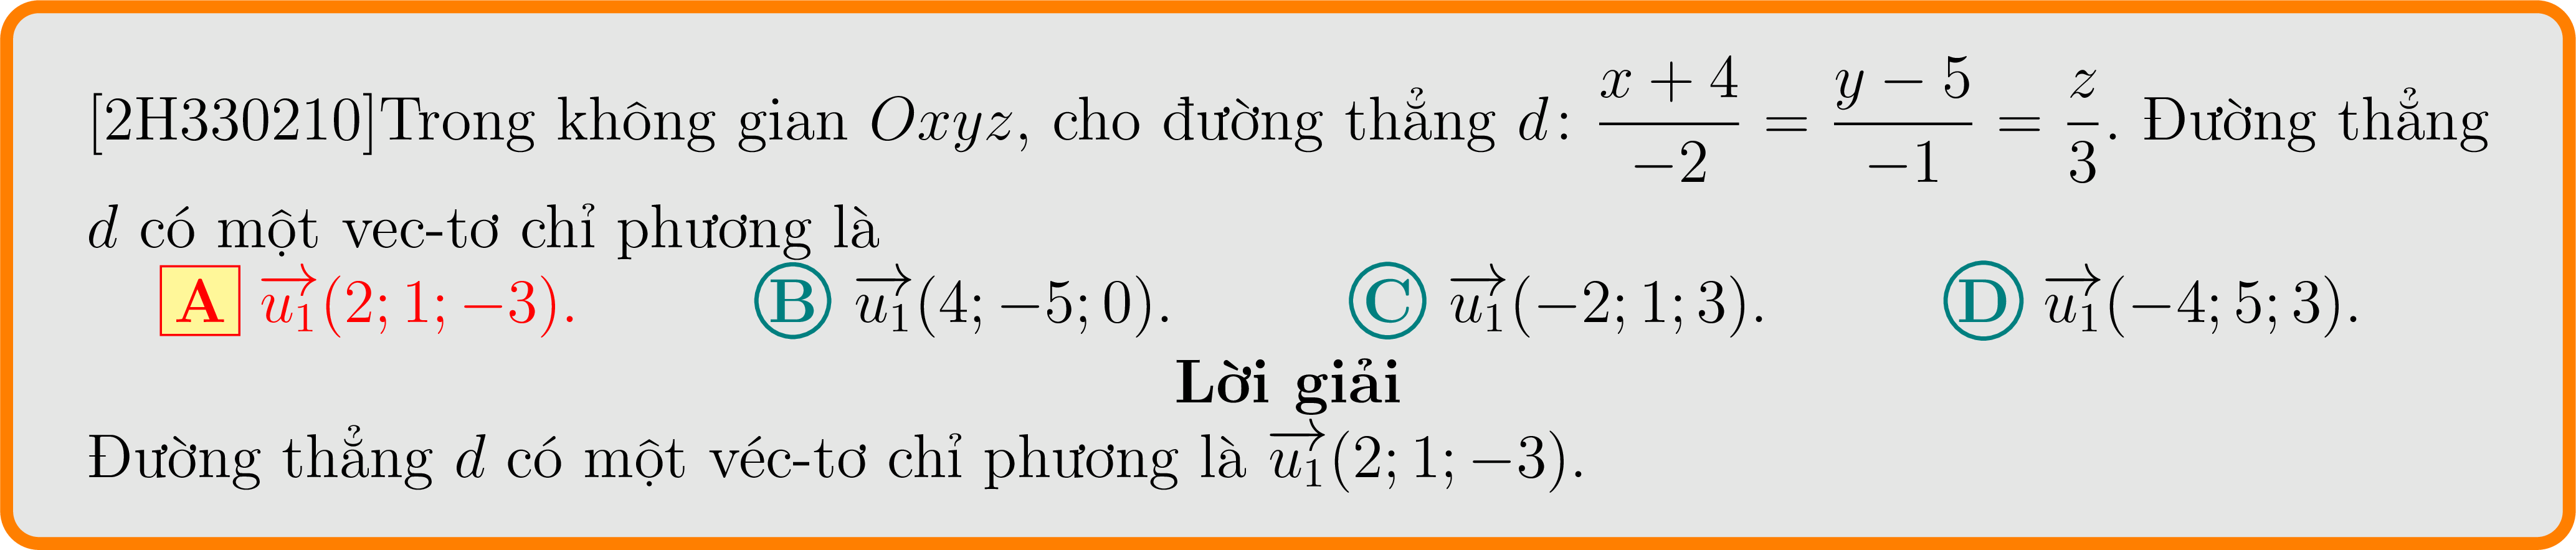 [2H330210]Trong không gian Oxyz, cho đường thẳng d: \frac{x+4}{-2} = \frac{y-5}{-1} = \frac{z}{3}. Đường thẳng
d có một vec-tơ chỉ phương là
A \overrightarrow{u_1}(2; 1; −3). B \overrightarrow{u_1}(4; −5; 0). C \overrightarrow{u_1}(−2; 1; 3). D \overrightarrow{u_1}(−4; 5; 3).
Lời giải
Đường thẳng d có một véc-tơ chỉ phương là \overrightarrow{u_1}(2; 1; −3).